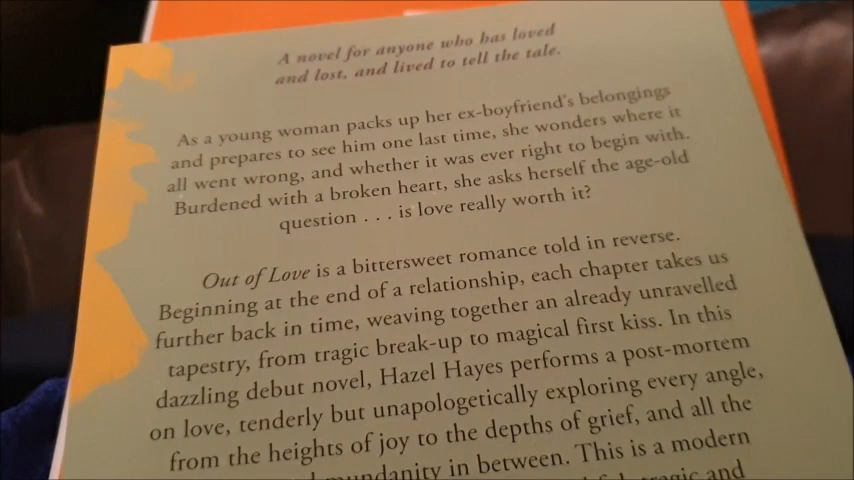 A novel for anyone who has loved
and lost, and lived to tell the tale.
As a young woman packs up her ex-boyfriend's belongings
and prepares to see him one last time, she wonders where it
all went wrong, and whether it was ever right to begin with.
Burdened with a broken heart, she asks herself the age-old
question . . . is love really worth it?
Out of Love is a bittersweet romance told in reverse.
Beginning at the end of a relationship, each chapter takes us
further back in time, weaving together an already unravelled
tapestry, from tragic break-up to magical first kiss. In this
dazzling debut novel, Hazel Hayes performs a post-mortem
on love, tenderly but unapologetically exploring every angle,
from the heights of joy to the depths of grief, and all the
mundanity in between. This is a modern
tragic and